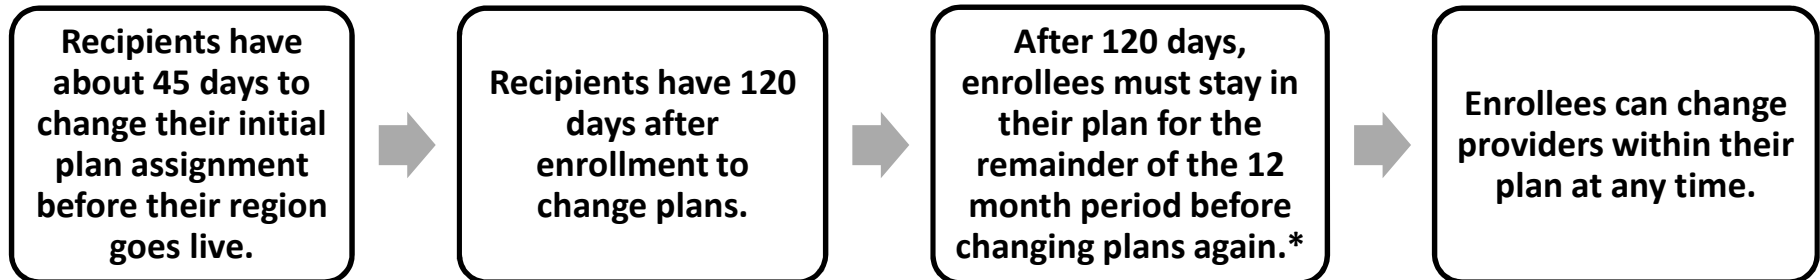 Recipients have
about 45 days to
change their initial
plan assignment
before their region
goes live.
Recipients have 120
days after
enrollment to
change plans.
After 120 days,
enrollees must stay in
their plan for the
remainder of the 12
month period before
changing plans again.*
Enrollees can change
providers within their
plan at any time.